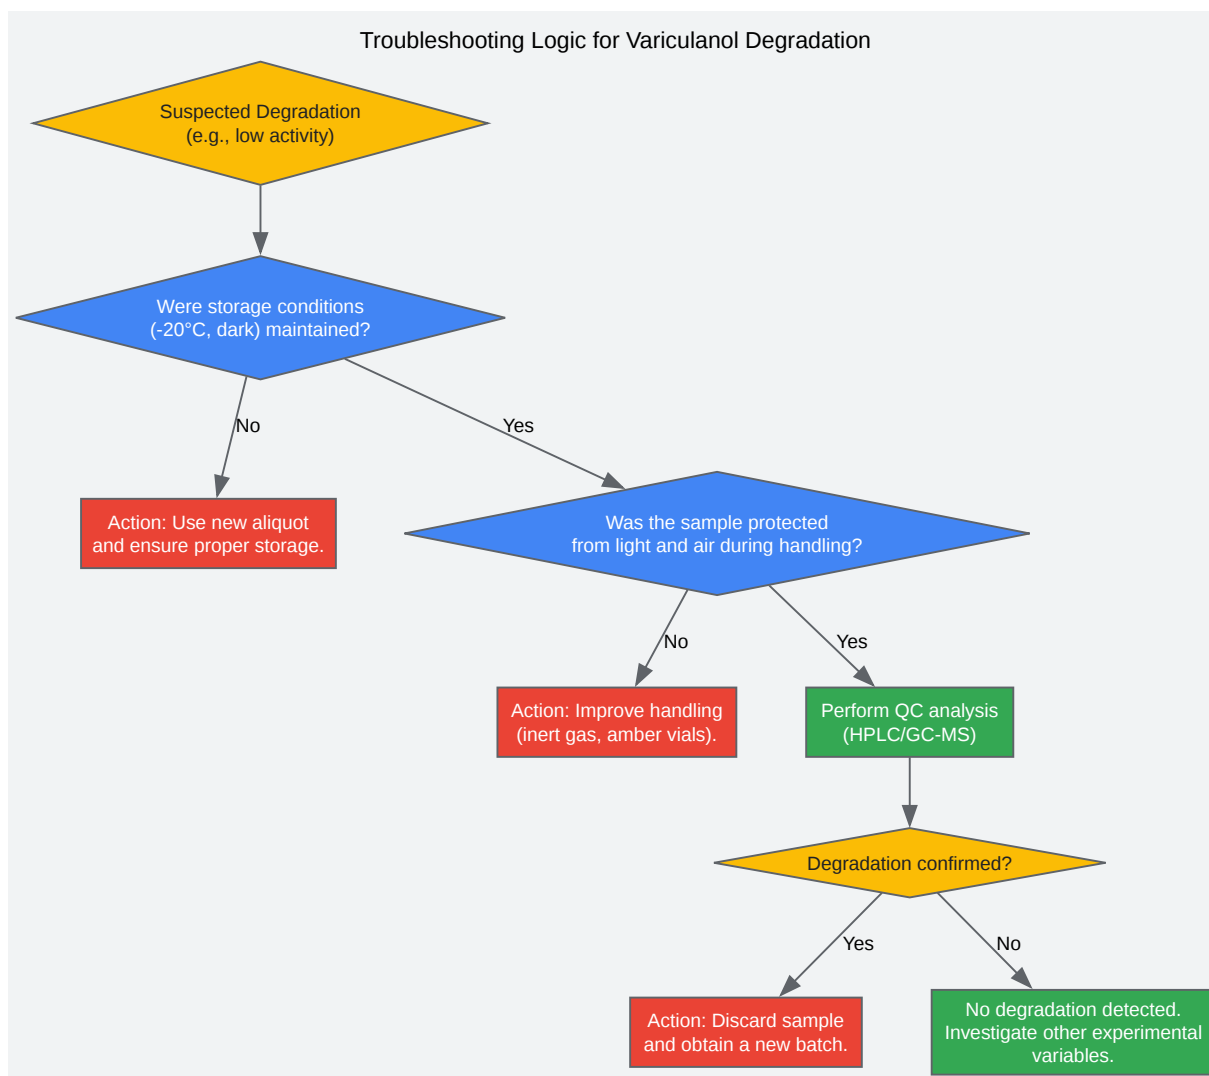 Troubleshooting Logic for Variculanol Degradation
Suspected Degradation
(e.g., low activity)
Were storage conditions
(-20°C, dark) maintained?
No
Yes
Action: Use new aliquot
and ensure proper storage.
Was the sample protected
from light and air during handling?
No
Yes
Action: Improve handling
(inert gas, amber vials).
Perform QC analysis
(HPLC/GC-MS)
Degradation confirmed?
Yes
No
Action: Discard sample
and obtain a new batch.
No degradation detected.
Investigate other experimental
variables.